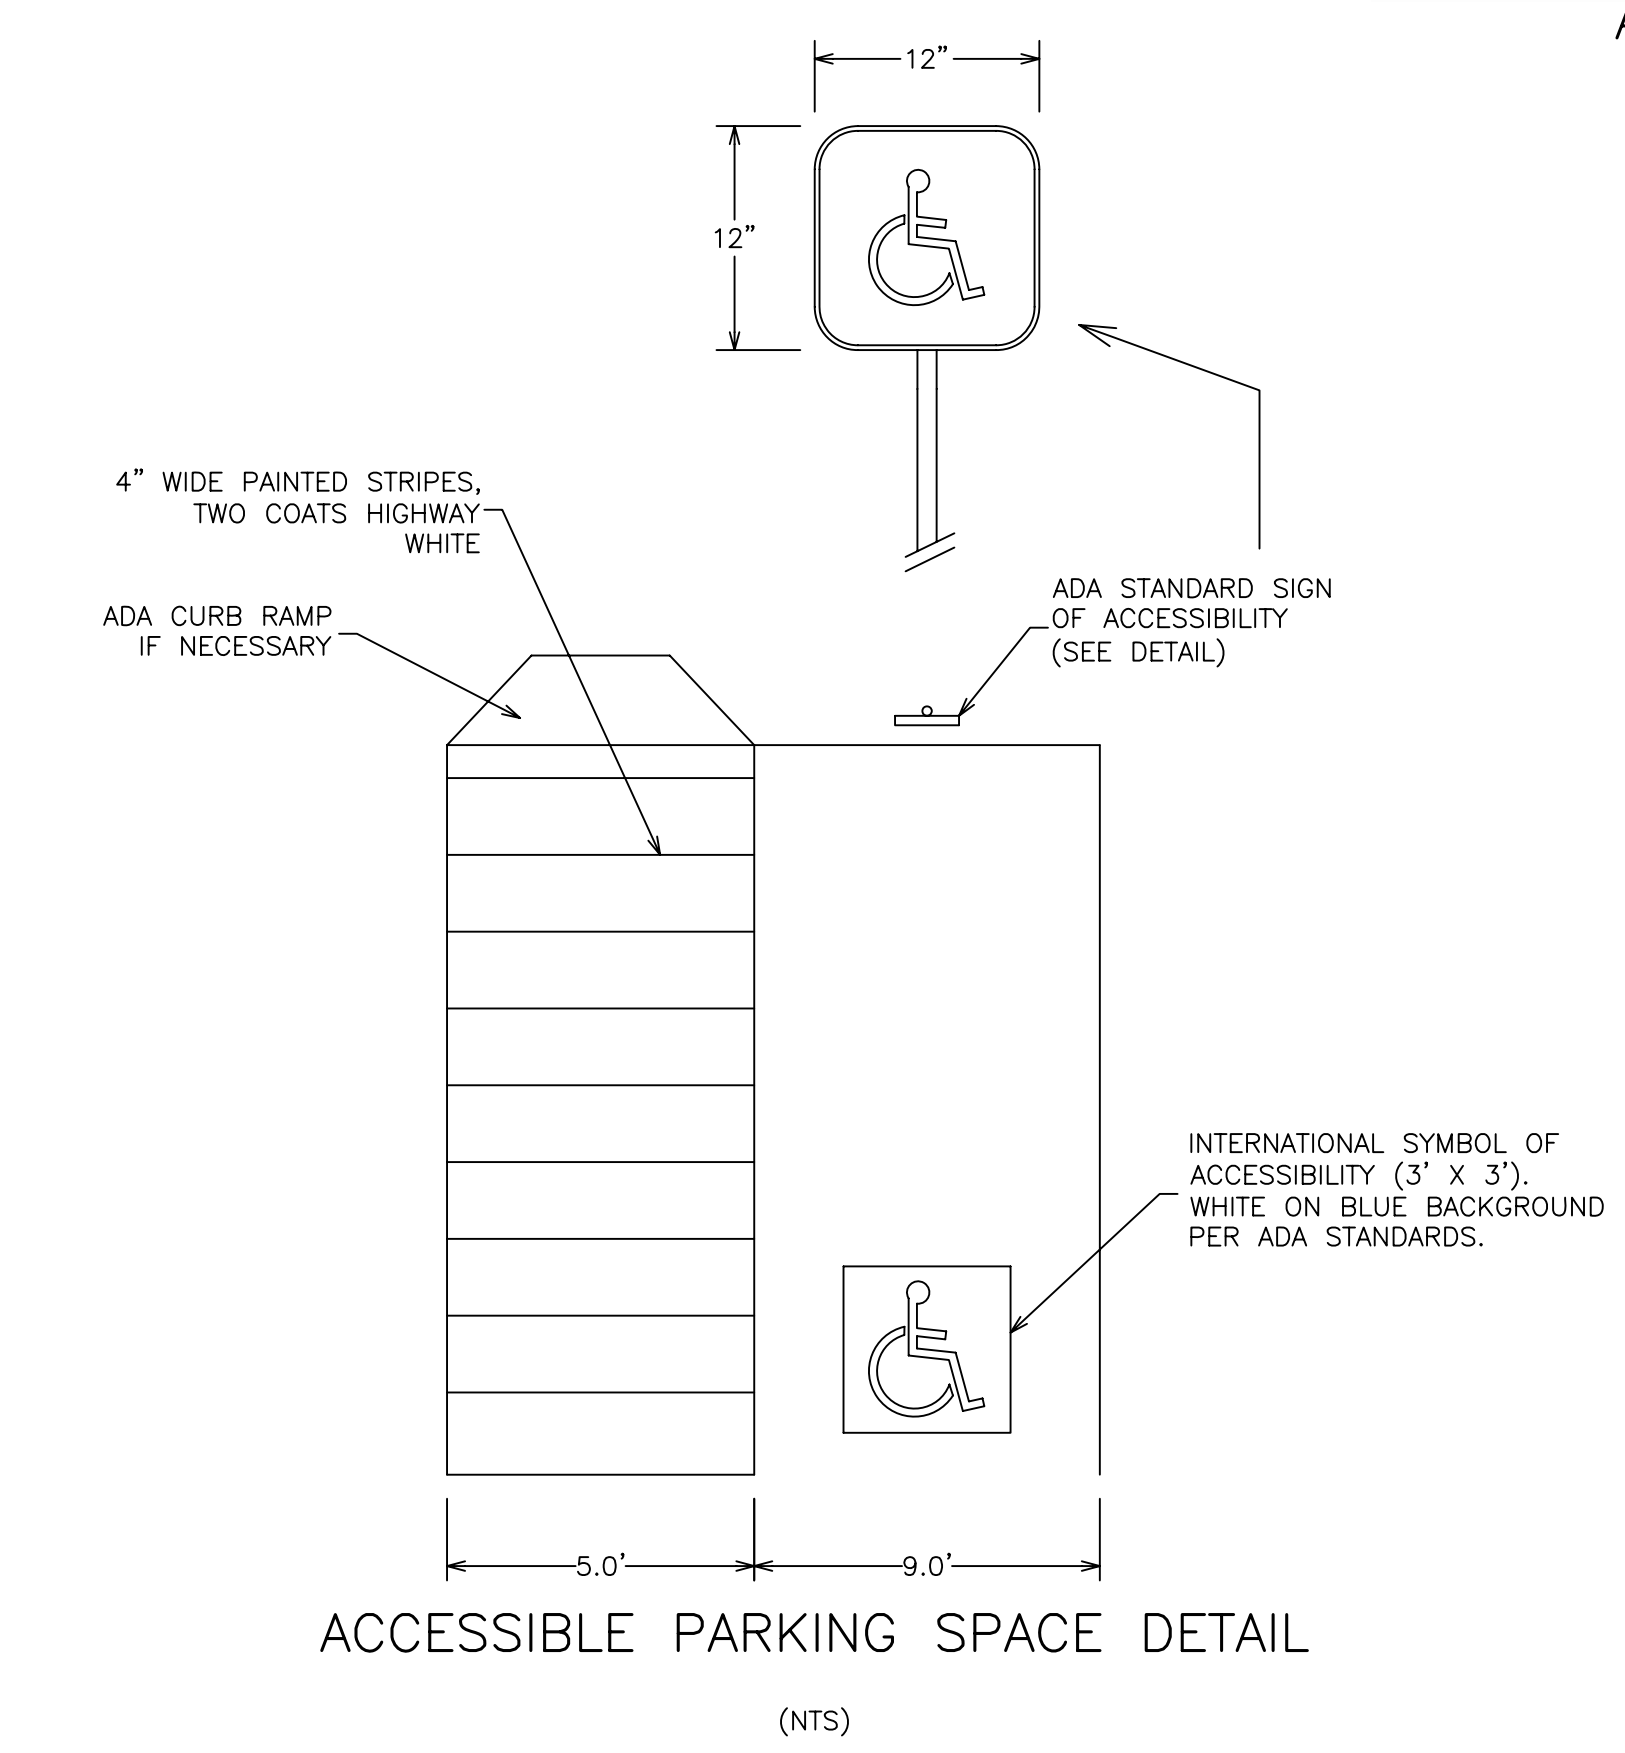 12"
12"
4" WIDE PAINTED STRIPES,
TWO COATS HIGHWAY
WHITE
ADA CURB RAMP
IF NECESSARY
ADA STANDARD SIGN
OF ACCESSIBILITY
(SEE DETAIL)
INTERNATIONAL SYMBOL OF
ACCESSIBILITY (3' X 3').
WHITE ON BLUE BACKGROUND
PER ADA STANDARDS.
5.0'
9.0'
ACCESSIBLE PARKING SPACE DETAIL
(NTS)